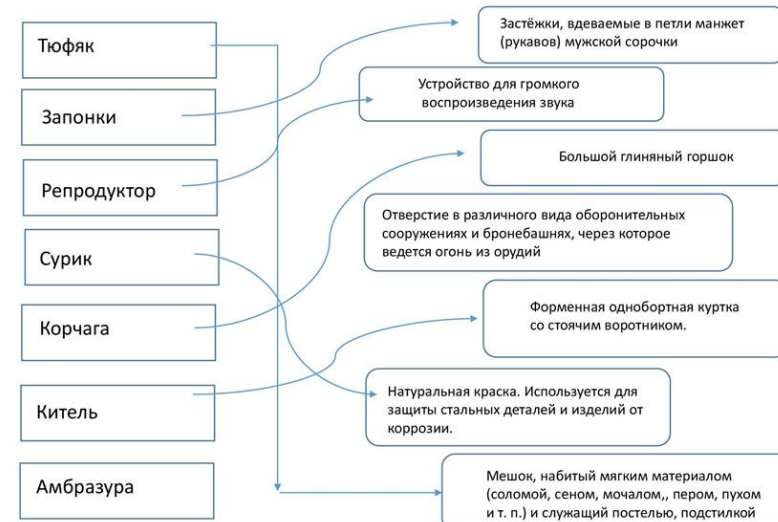 Тюфяк
Запонки
Репродуктор
Сурик
Корчага
Китель
Амбразура
Застёжки, вдеваемые в петли манжет
(рукавов) мужской сорочки
Устройство для громкого
воспроизведения звука
Большой глиняный горшок
Отверстие в различного вида оборонительных
сооружениях и бронебашнях, через которое
ведется огонь из орудий
Форменная однобортная куртка
со стоячим воротником.
Натуральная краска. Используется для
защиты стальных деталей и изделий от
коррозии.
Мешок, набитый мягким материалом
(соломой, сеном, мочалом,, пером, пухом
и т. п.) и служащий постелью, подстилкой